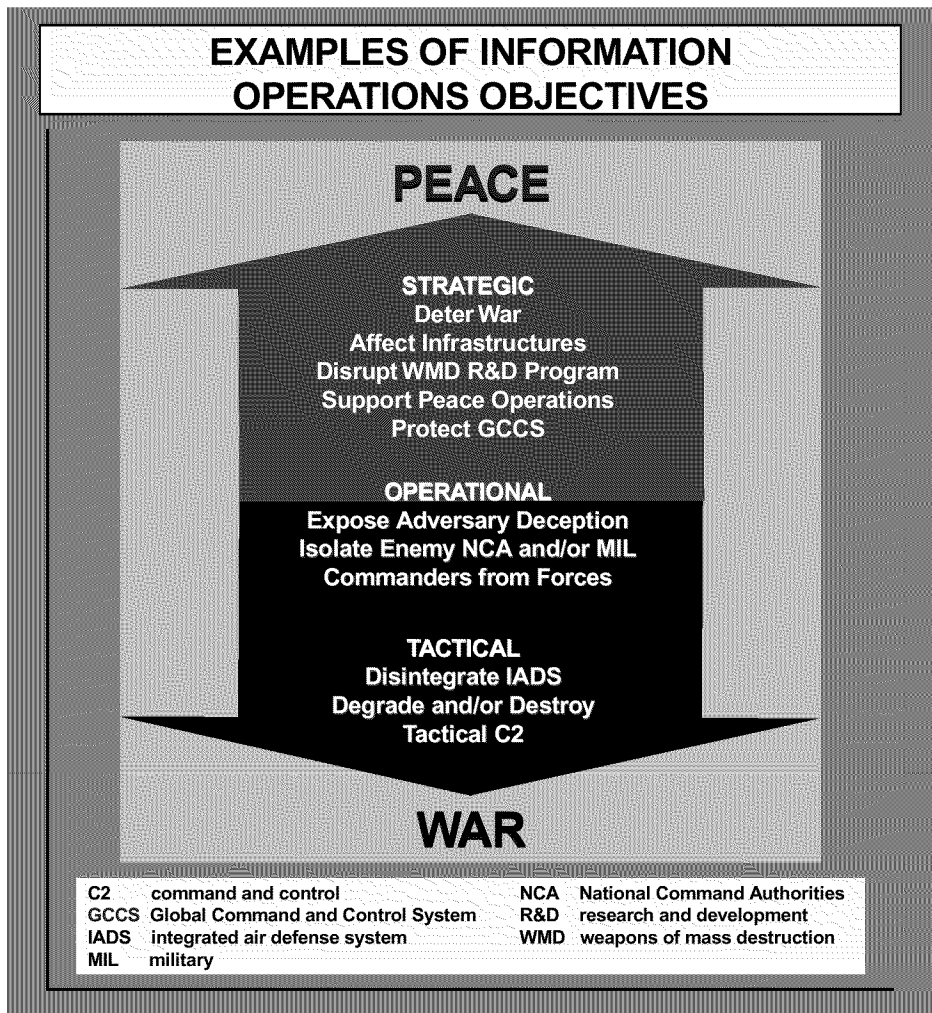 EXAMPLES OF INFORMATION
OPERATIONS OBJECTIVES
PEACE
STRATEGIC
Deter War
Affect Infrastructures
Disrupt WMD R&D Program
Support Peace Operations
Protect GCCS
OPERATIONAL
Expose Adversary Deception
Isolate Enemy NCA and/or MIL
Commanders from Forces
TACTICAL
Disintegrate IADS
Degrade and/or Destroy
Tactical C2
WAR
C2 command and control
GCCS Global Command and Control System
IADS integrated air defense system
MIL military
NCA National Command Authorities
R&D research and development
WMD weapons of mass destruction